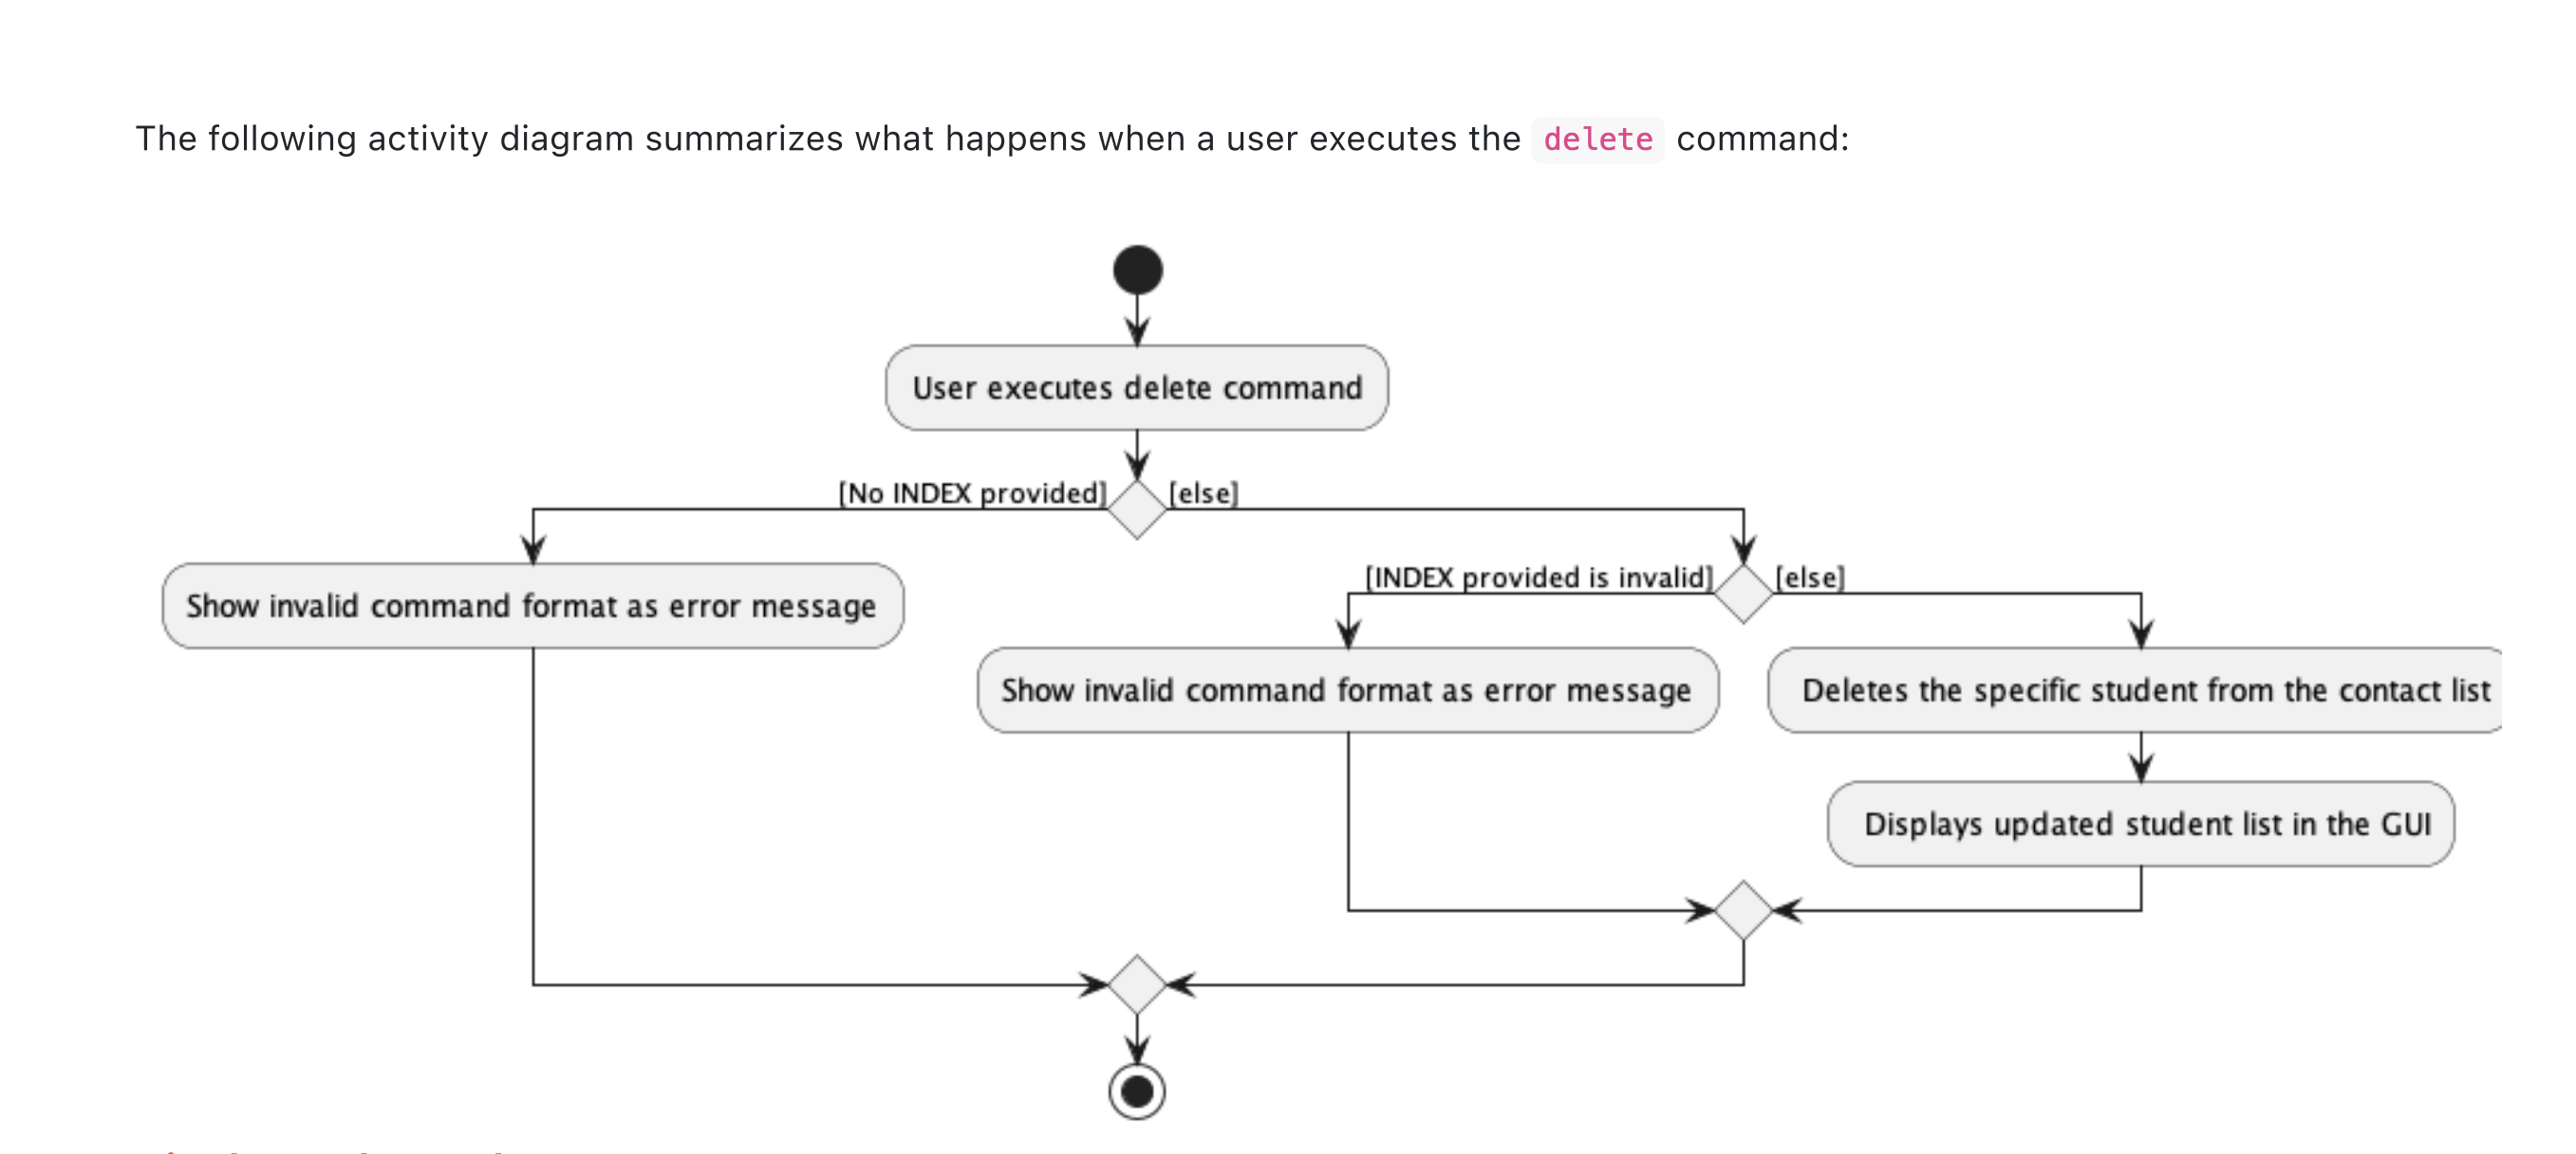 The following activity diagram summarizes what happens when a user executes the delete command:
User executes delete command
[No INDEX provided]
[else]
Show invalid command format as error message
[INDEX provided is invalid]
[else]
Show invalid command format as error message
Deletes the specific student from the contact list
Displays updated student list in the GUI